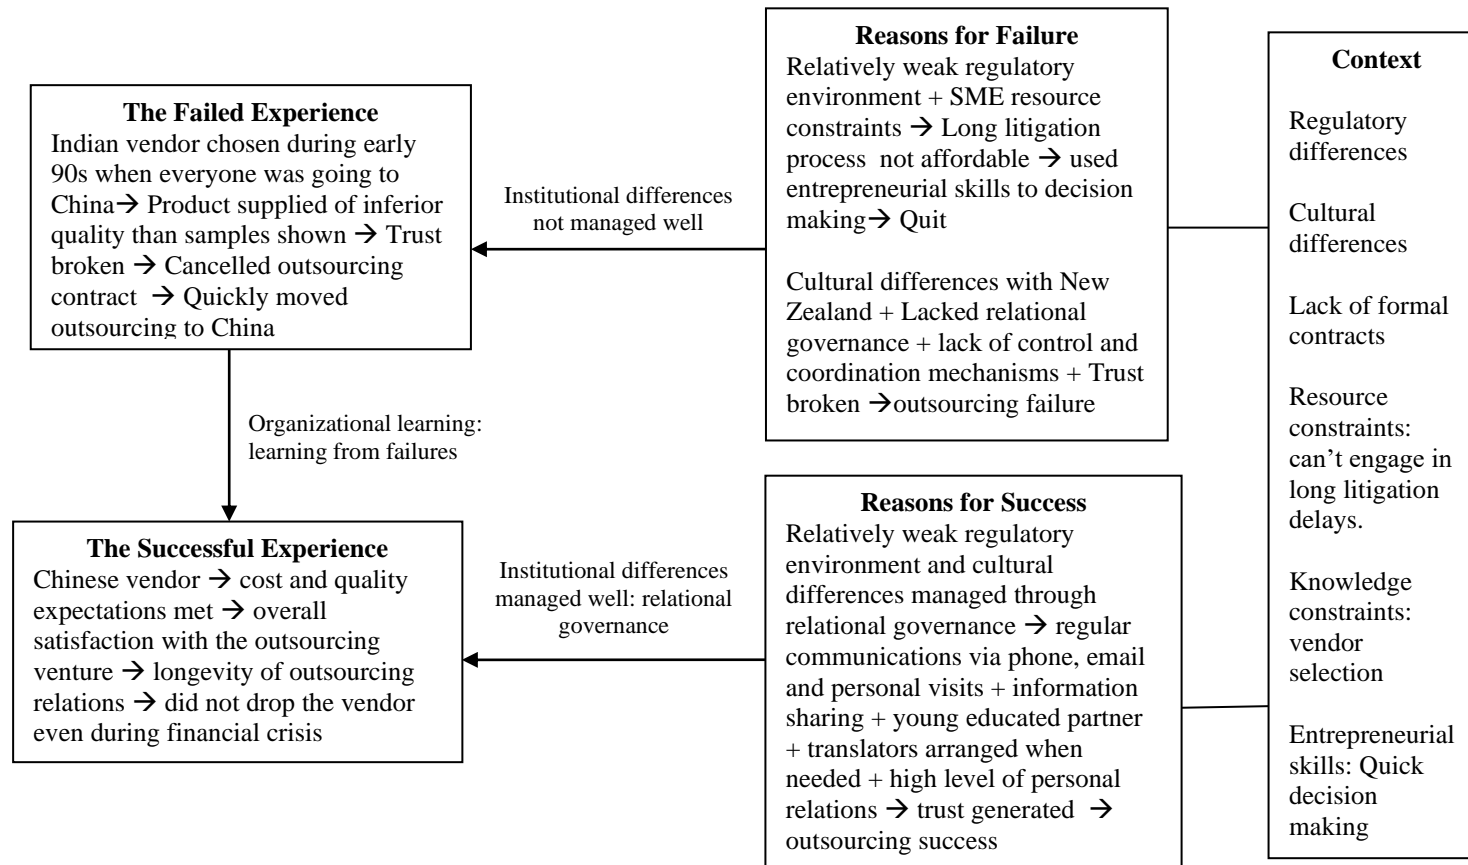 The Failed Experience
Indian vendor chosen during early
90s when everyone was going to
China→ Product supplied of inferior
quality than samples shown → Trust
broken → Cancelled outsourcing
contract → Quickly moved
outsourcing to China
Institutional differences
not managed well
Reasons for Failure
Relatively weak regulatory
environment + SME resource
constraints → Long litigation
process not affordable → used
entrepreneurial skills to decision
making→ Quit
Cultural differences with New
Zealand + Lacked relational
governance + lack of control and
coordination mechanisms + Trust
broken →outsourcing failure
Organizational learning:
learning from failures
The Successful Experience
Chinese vendor → cost and quality
expectations met → overall
satisfaction with the outsourcing
venture → longevity of outsourcing
relations → did not drop the vendor
even during financial crisis
Institutional differences
managed well: relational
governance
Reasons for Success
Relatively weak regulatory
environment and cultural
differences managed through
relational governance → regular
communications via phone, email
and personal visits + information
sharing + young educated partner
+ translators arranged when
needed + high level of personal
relations → trust generated →
outsourcing success
Context
Regulatory
differences
Cultural
differences
Lack of formal
contracts
Resource
constraints:
can’t engage in
long litigation
delays.
Knowledge
constraints:
vendor
selection
Entrepreneurial
skills: Quick
decision
making